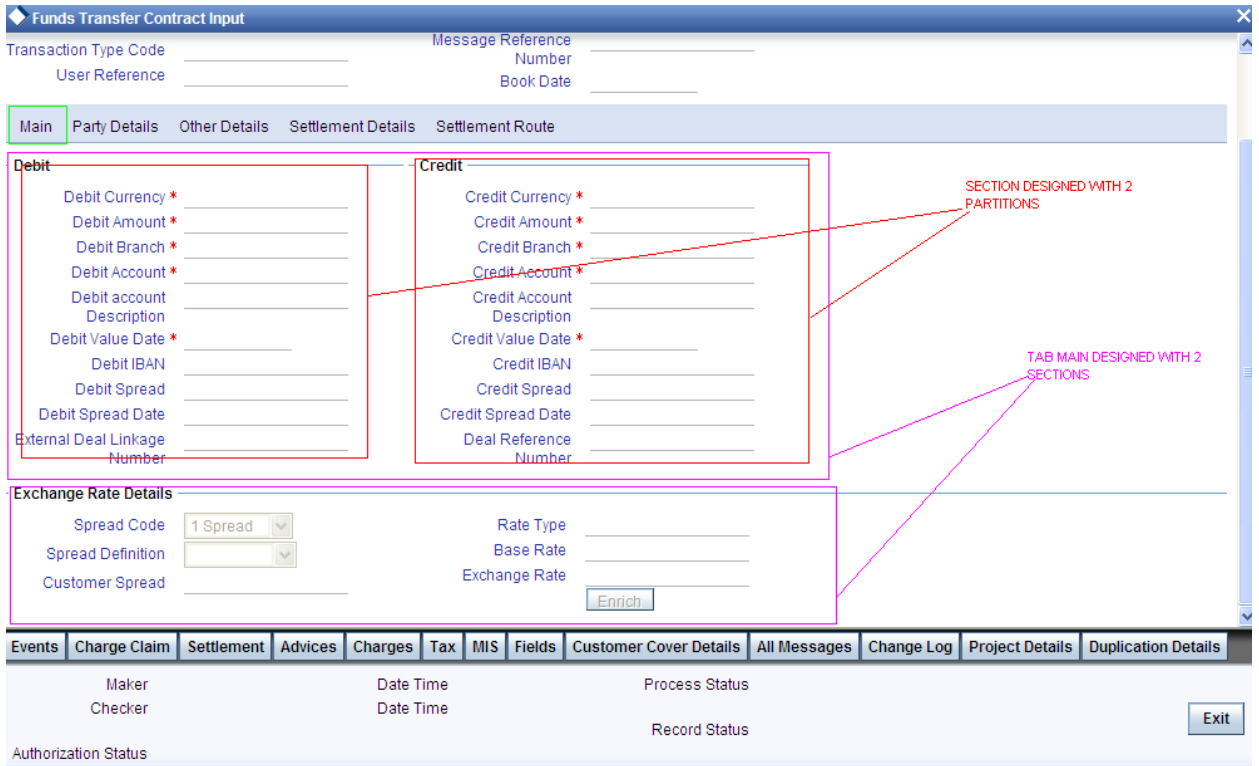 Funds Transfer Contract Input
Transaction Type Code
Message Reference
Number
User Reference
Book Date
Main Party Details Other Details Settlement Details Settlement Route
Debit
Credit
Debit Currency *
Credit Currency *
Debit Amount *
Credit Amount *
Debit Branch *
Credit Branch *
Debit Account *
Credit Account *
Debit account
Description
Credit Account
Description
Debit Value Date *
Credit Value Date *
Debit IBAN
Credit IBAN
Debit Spread
Credit Spread
Debit Spread Date
Credit Spread Date
External Deal Linkage
Number
Deal Reference
Number
SECTION DESIGNED WITH 2
PARTITIONS
TAB MAIN DESIGNED WITH 2
SECTIONS
Exchange Rate Details
Spread Code 1 Spread
Rate Type
Spread Definition
Base Rate
Customer Spread
Exchange Rate
Enrich
Events Charge Claim Settlement Advices Charges Tax MIS Fields Customer Cover Details All Messages Change Log Project Details Duplication Details
Maker Date Time Process Status
Checker Date Time
Record Status
Exit
Authorization Status